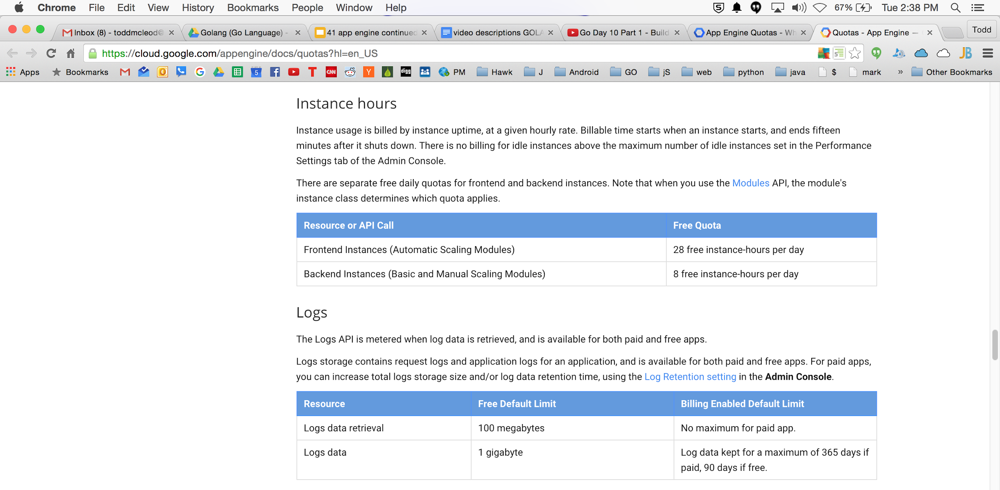 Chrome File Edit View History Bookmarks People Window Help 67% Tue 2:38 PM
Inbox (8) - toddmcleod@ Golang (Go Language) - 41 app engine continued video descriptions GOLA Go Day 10 Part 1 - Build App Engine Quotas - Wh Quotas - App Engine — Todd
https://cloud.google.com/appengine/docs/quotas?hl=en_US JB
Apps Bookmarks 5 CNN Y digg PM Hawk J Android GO jS web python java $ mark » Other Bookmarks
Instance hours
Instance usage is billed by instance uptime, at a given hourly rate. Billable time starts when an instance starts, and ends fifteen
minutes after it shuts down. There is no billing for idle instances above the maximum number of idle instances set in the Performance
Settings tab of the Admin Console.
There are separate free daily quotas for frontend and backend instances. Note that when you use the Modules API, the module's
instance class determines which quota applies.
Resource or API Call Free Quota
Frontend Instances (Automatic Scaling Modules) 28 free instance-hours per day
Backend Instances (Basic and Manual Scaling Modules) 8 free instance-hours per day
Logs
The Logs API is metered when log data is retrieved, and is available for both paid and free apps.
Logs storage contains request logs and application logs for an application, and is available for both paid and free apps. For paid apps,
you can increase total logs storage size and/or log data retention time, using the Log Retention setting in the Admin Console.
Resource Free Default Limit Billing Enabled Default Limit
Logs data retrieval 100 megabytes No maximum for paid app.
Logs data 1 gigabyte Log data kept for a maximum of 365 days if
paid, 90 days if free.